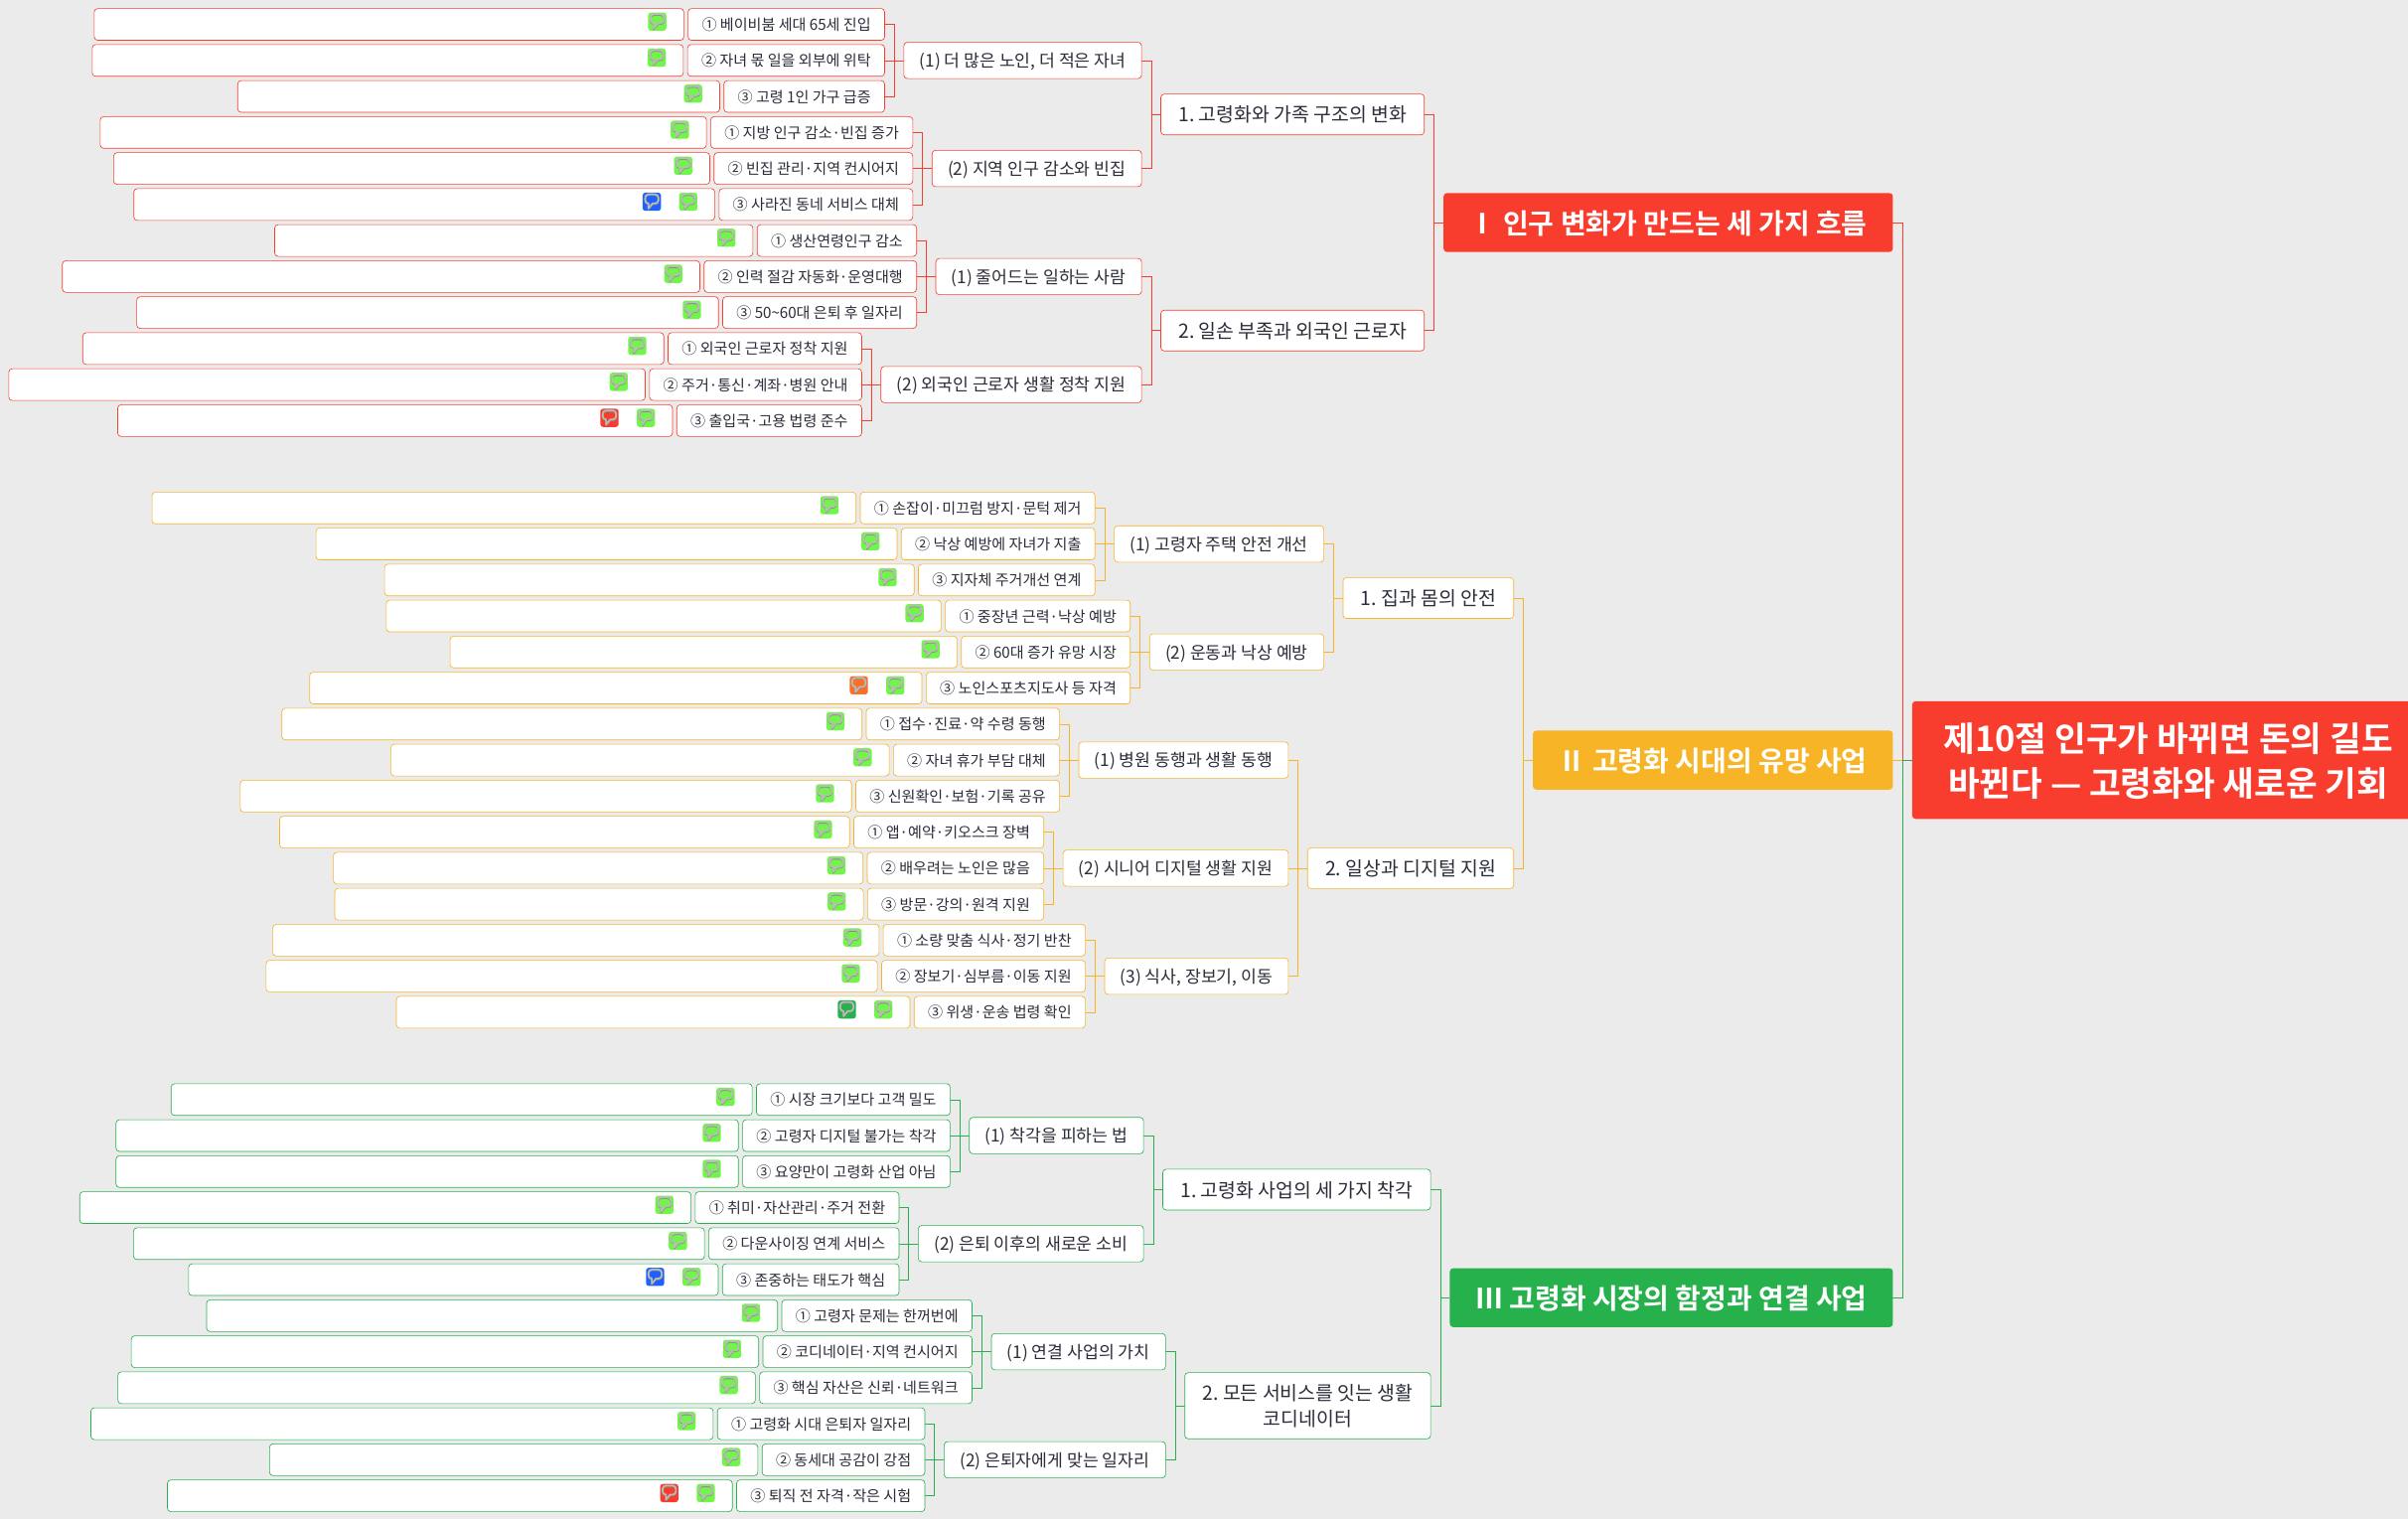 제10절 인구가 바뀌면 돈의 길도
바뀐다 — 고령화와 새로운 기회
Ⅰ 인구 변화가 만드는 세 가지 흐름
1. 고령화와 가족 구조의 변화
(1) 더 많은 노인, 더 적은 자녀
① 베이비붐 세대 65세 진입
② 자녀 몫 일을 외부에 위탁
③ 고령 1인 가구 급증
(2) 지역 인구 감소와 빈집
① 지방 인구 감소·빈집 증가
② 빈집 관리·지역 컨시어지
③ 사라진 동네 서비스 대체
2. 일손 부족과 외국인 근로자
(1) 줄어드는 일하는 사람
① 생산연령인구 감소
② 인력 절감 자동화·운영대행
③ 50~60대 은퇴 후 일자리
(2) 외국인 근로자 생활 정착 지원
① 외국인 근로자 정착 지원
② 주거·통신·계좌·병원 안내
③ 출입국·고용 법령 준수
II 고령화 시대의 유망 사업
1. 집과 몸의 안전
(1) 고령자 주택 안전 개선
① 손잡이·미끄럼 방지·문턱 제거
② 낙상 예방에 자녀가 지출
③ 지자체 주거개선 연계
(2) 운동과 낙상 예방
① 중장년 근력·낙상 예방
② 60대 증가 유망 시장
③ 노인스포츠지도사 등 자격
2. 일상과 디지털 지원
(1) 병원 동행과 생활 동행
① 접수·진료·약 수령 동행
② 자녀 휴가 부담 대체
③ 신원확인·보험·기록 공유
(2) 시니어 디지털 생활 지원
① 앱·예약·키오스크 장벽
② 배우려는 노인은 많음
③ 방문·강의·원격 지원
(3) 식사, 장보기, 이동
① 소량 맞춤 식사·정기 반찬
② 장보기·심부름·이동 지원
③ 위생·운송 법령 확인
III 고령화 시장의 함정과 연결 사업
1. 고령화 사업의 세 가지 착각
(1) 착각을 피하는 법
① 시장 크기보다 고객 밀도
② 고령자 디지털 불가는 착각
③ 요양만이 고령화 산업 아님
(2) 은퇴 이후의 새로운 소비
① 취미·자산관리·주거 전환
② 다운사이징 연계 서비스
③ 존중하는 태도가 핵심
2. 모든 서비스를 잇는 생활
코디네이터
(1) 연결 사업의 가치
① 고령자 문제는 한꺼번에
② 코디네이터·지역 컨시어지
③ 핵심 자산은 신뢰·네트워크
(2) 은퇴자에게 맞는 일자리
① 고령화 시대 은퇴자 일자리
② 동세대 공감이 강점
③ 퇴직 전 자격·작은 시험